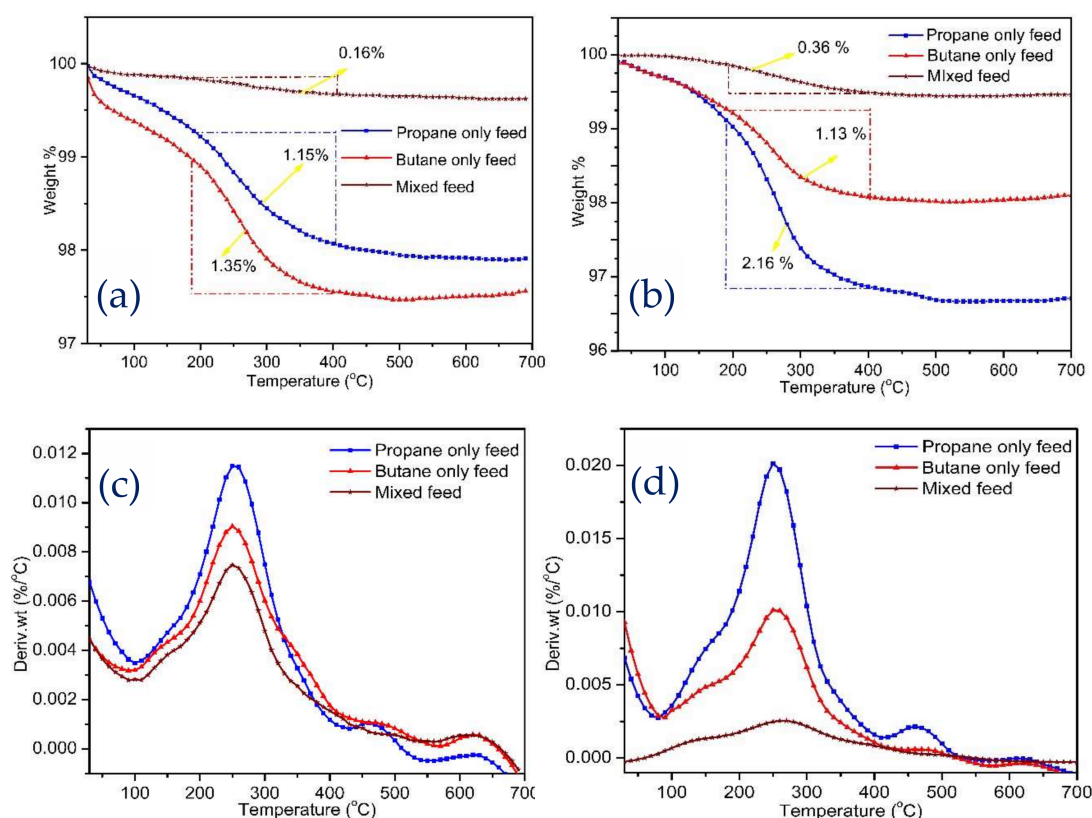 100
99
98
97
Weight %
0.16%
Propane only feed
Butane only feed
Mixed feed
1.15%
1.35%
(a)
100 200 300 400 500 600 700
Temperature (°C)
100
99
98
97
96
Weight %
Propane only feed
Butane only feed
MIxed feed
0.36 %
1.13 %
2.16 %
(b)
100 200 300 400 500 600 700
Temperature (°C)
0.012
0.010
0.008
0.006
0.004
0.002
0.000
Deriv.wt (%/°C)
Propane only feed
Butane only feed
Mixed feed
(c)
100 200 300 400 500 600 700
Temperature (°C)
0.020
0.015
0.010
0.005
0.000
Deriv.wt (%/°C)
Propane only feed
Butane only feed
Mixed feed
(d)
100 200 300 400 500 600 700
Temperature (°C)